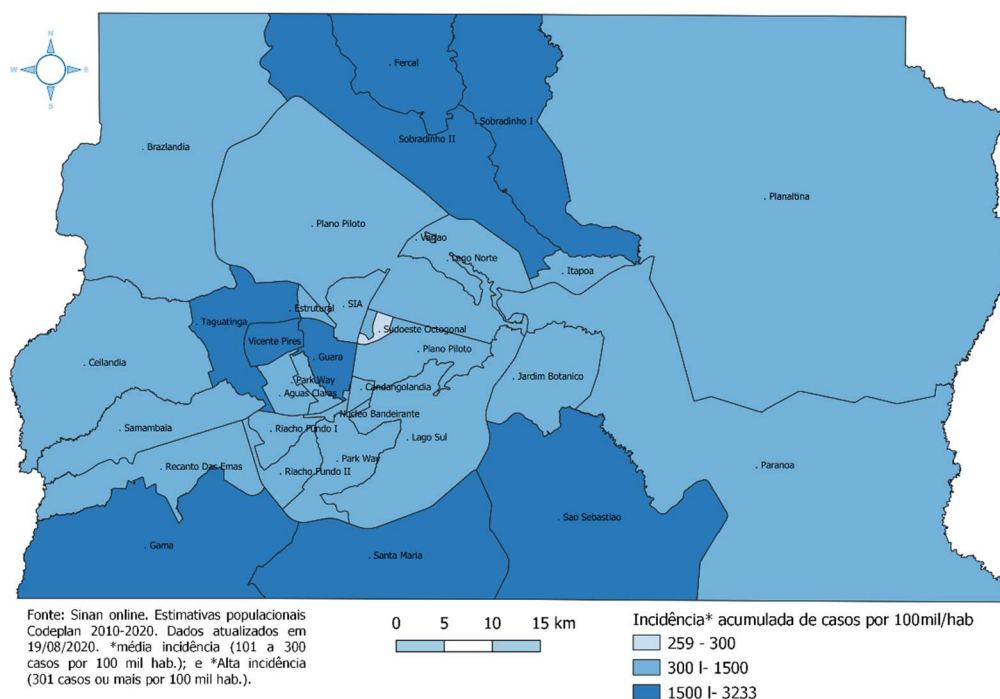 N
W E
S
Fercal
Sobradinho I
Sobradinho II
Brazlandia
Planaltina
Plano Piloto
Varjao
Lego Norte
Itapoa
SIA
Estrutural
Taguatinga
Sudoeste Octogonal
Vicente Pires
Plano Piloto
Guara
Ceilandia
Jardim Botanico
Park Way
Candangolandia
Aguas Claras
Nucleo Bandeirante
Samambaia
Riacho Fundo I
Lago Sul
Park Way
Paranoa
Recanto Das Emas
Riacho Fundo II
Sao Sebastiao
Gama
Santa Maria
Fonte: Sinan online. Estimativas populacionais
Codeplan 2010-2020. Dados atualizados em
19/08/2020. *média incidência (101 a 300
casos por 100 mil hab.); e *Alta incidência
(301 casos ou mais por 100 mil hab.).
0 5 10 15 km
Incidência* acumulada de casos por 100mil/hab
259 - 300
300 l- 1500
1500 l- 3233